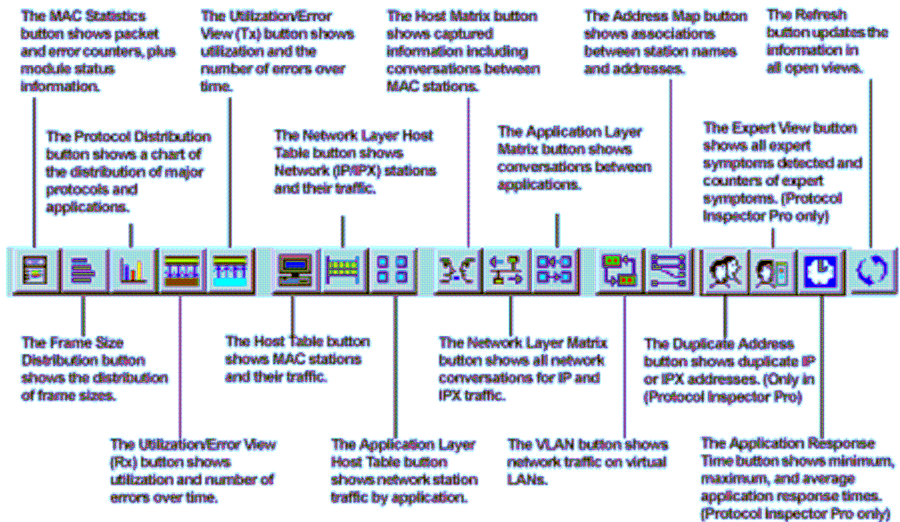 The MAC Statistics
button shows packet
and error counters, plus
module status
information.
The Utilization/Error
View (Tx) button shows
utilization and the
number of errors over
time.
The Host Matrix button
shows captured
information including
conversations between
MAC stations.
The Address Map button
shows associations
between station names
and addresses.
The Refresh
button updates the
information in
all open views.
The Protocol Distribution
button shows a chart of
the distribution of major
protocols and
applications.
The Network Layer Host
Table button shows
Network (IP/IPX) stations
and their traffic.
The Application Layer
Matrix button shows
conversations between
applications.
The Expert View button
shows all expert
symptoms detected and
counters of expert
symptoms. (Protocol
Inspector Pro only)
The Frame Size
Distribution button
shows the distribution
of frame sizes.
The Host Table button
shows MAC stations
and their traffic.
The Network Layer Matrix
button shows all network
conversations for IP and
IPX traffic.
The Duplicate Address
button shows duplicate IP
or IPX addresses. (Only in
(Protocol Inspector Pro)
The Utilization/Error View
(Rx) button shows
utilization and number of
errors over time.
The Application Layer
Host Table button
shows network station
traffic by application.
The VLAN button shows
network traffic on virtual
LANs.
The Application Response
Time button shows minimum,
maximum, and average
application response times.
(Protocol Inspector Pro only)